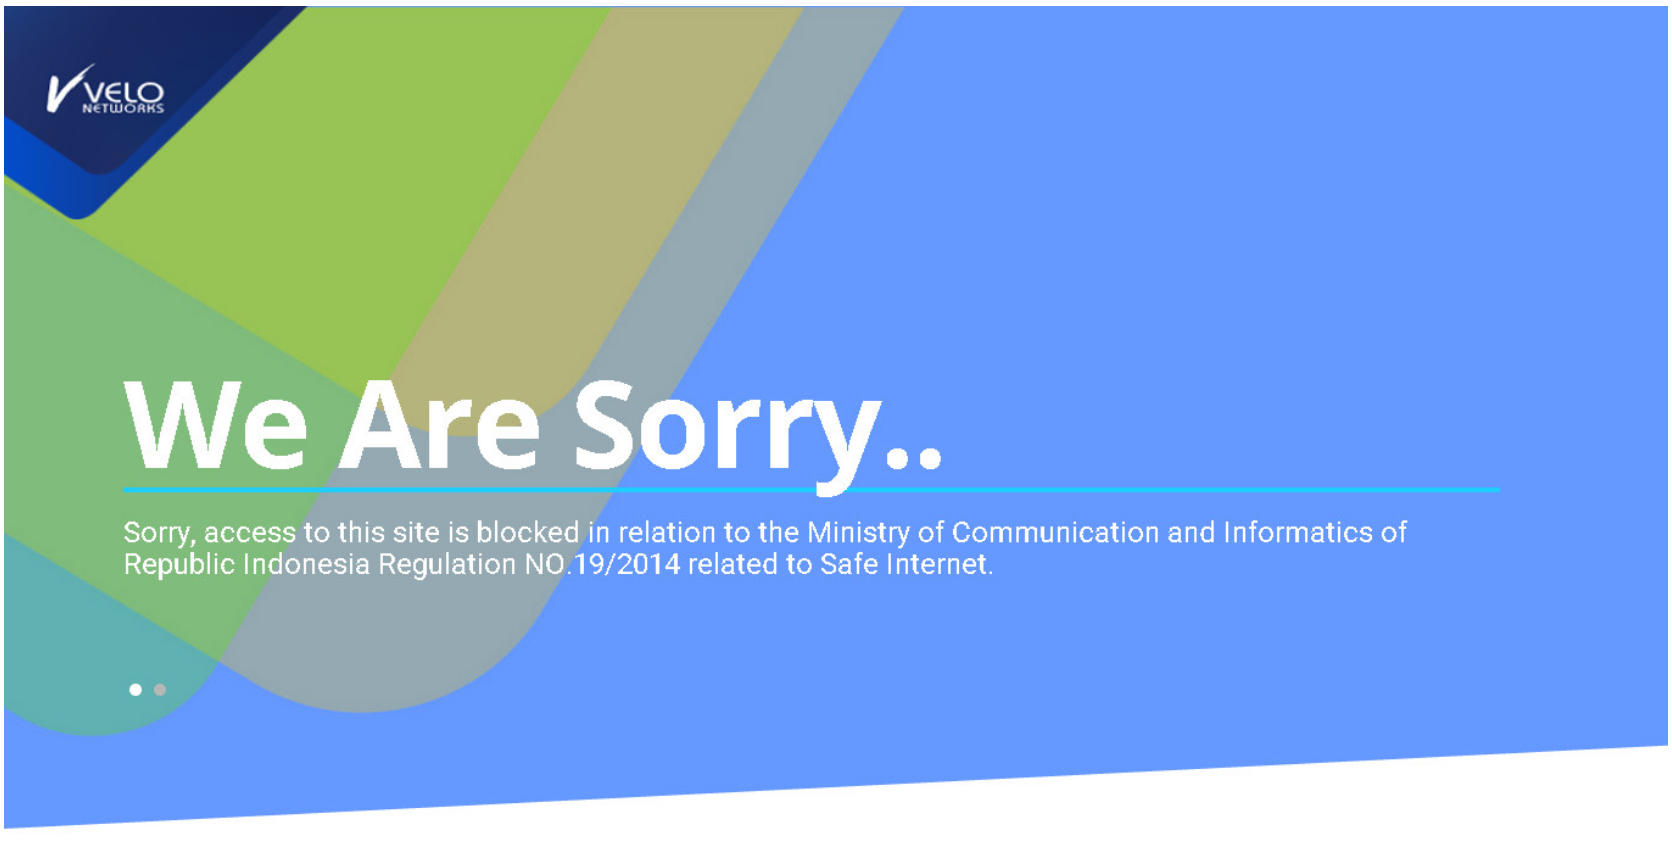 VELO
NETWORKS
We Are Sorry..
Sorry, access to this site is blocked in relation to the Ministry of Communication and Informatics of
Republic Indonesia Regulation NO.19/2014 related to Safe Internet.